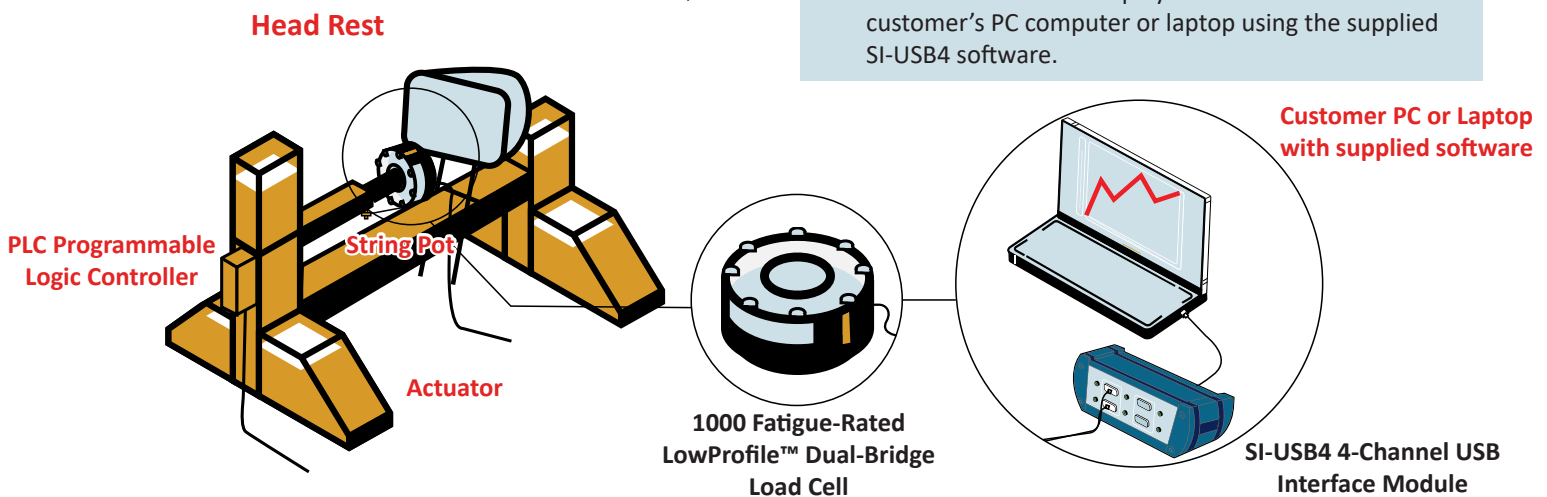 customer's PC computer or laptop using the supplied
SI-USB4 software.
Head Rest
Customer PC or Laptop
with supplied software
PLC Programmable
Logic Controller
String Pot
Actuator
1000 Fatigue-Rated
LowProfile™ Dual-Bridge
Load Cell
SI-USB4 4-Channel USB
Interface Module